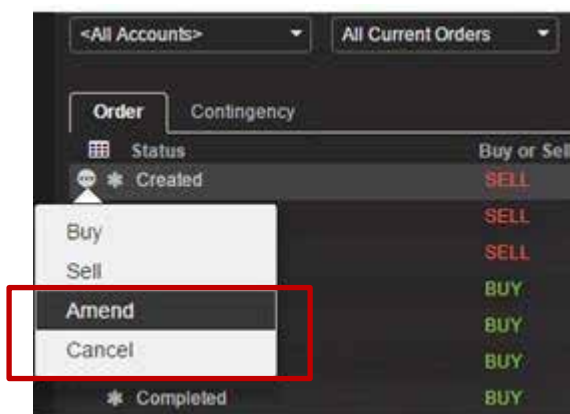 <All Accounts> All Current Orders
Order Contingency
Status Buy or Sell
Created SELL
SELL
Buy
SELL
Sell
BUY
Amend
BUY
Cancel
BUY
Completed BUY